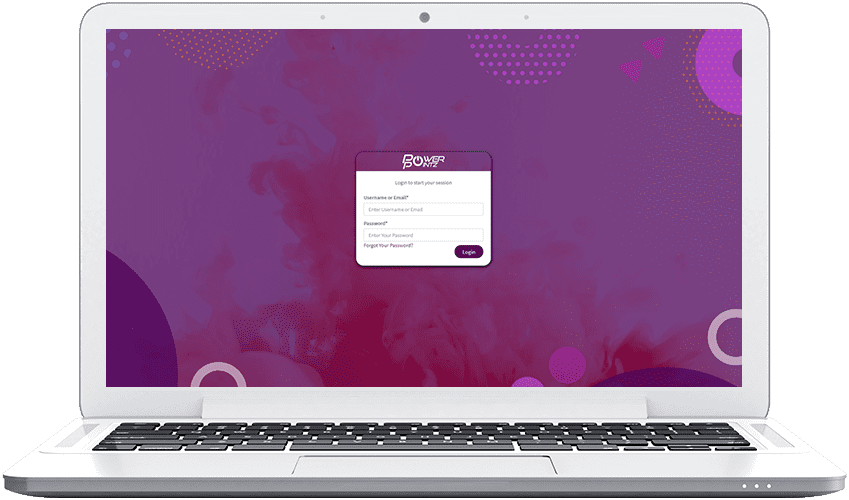 POWER
POINTZ
Login to start your session
Username or Email*
Enter Username or Email
Password*
Enter Your Password
Forgot Your Password?
Login